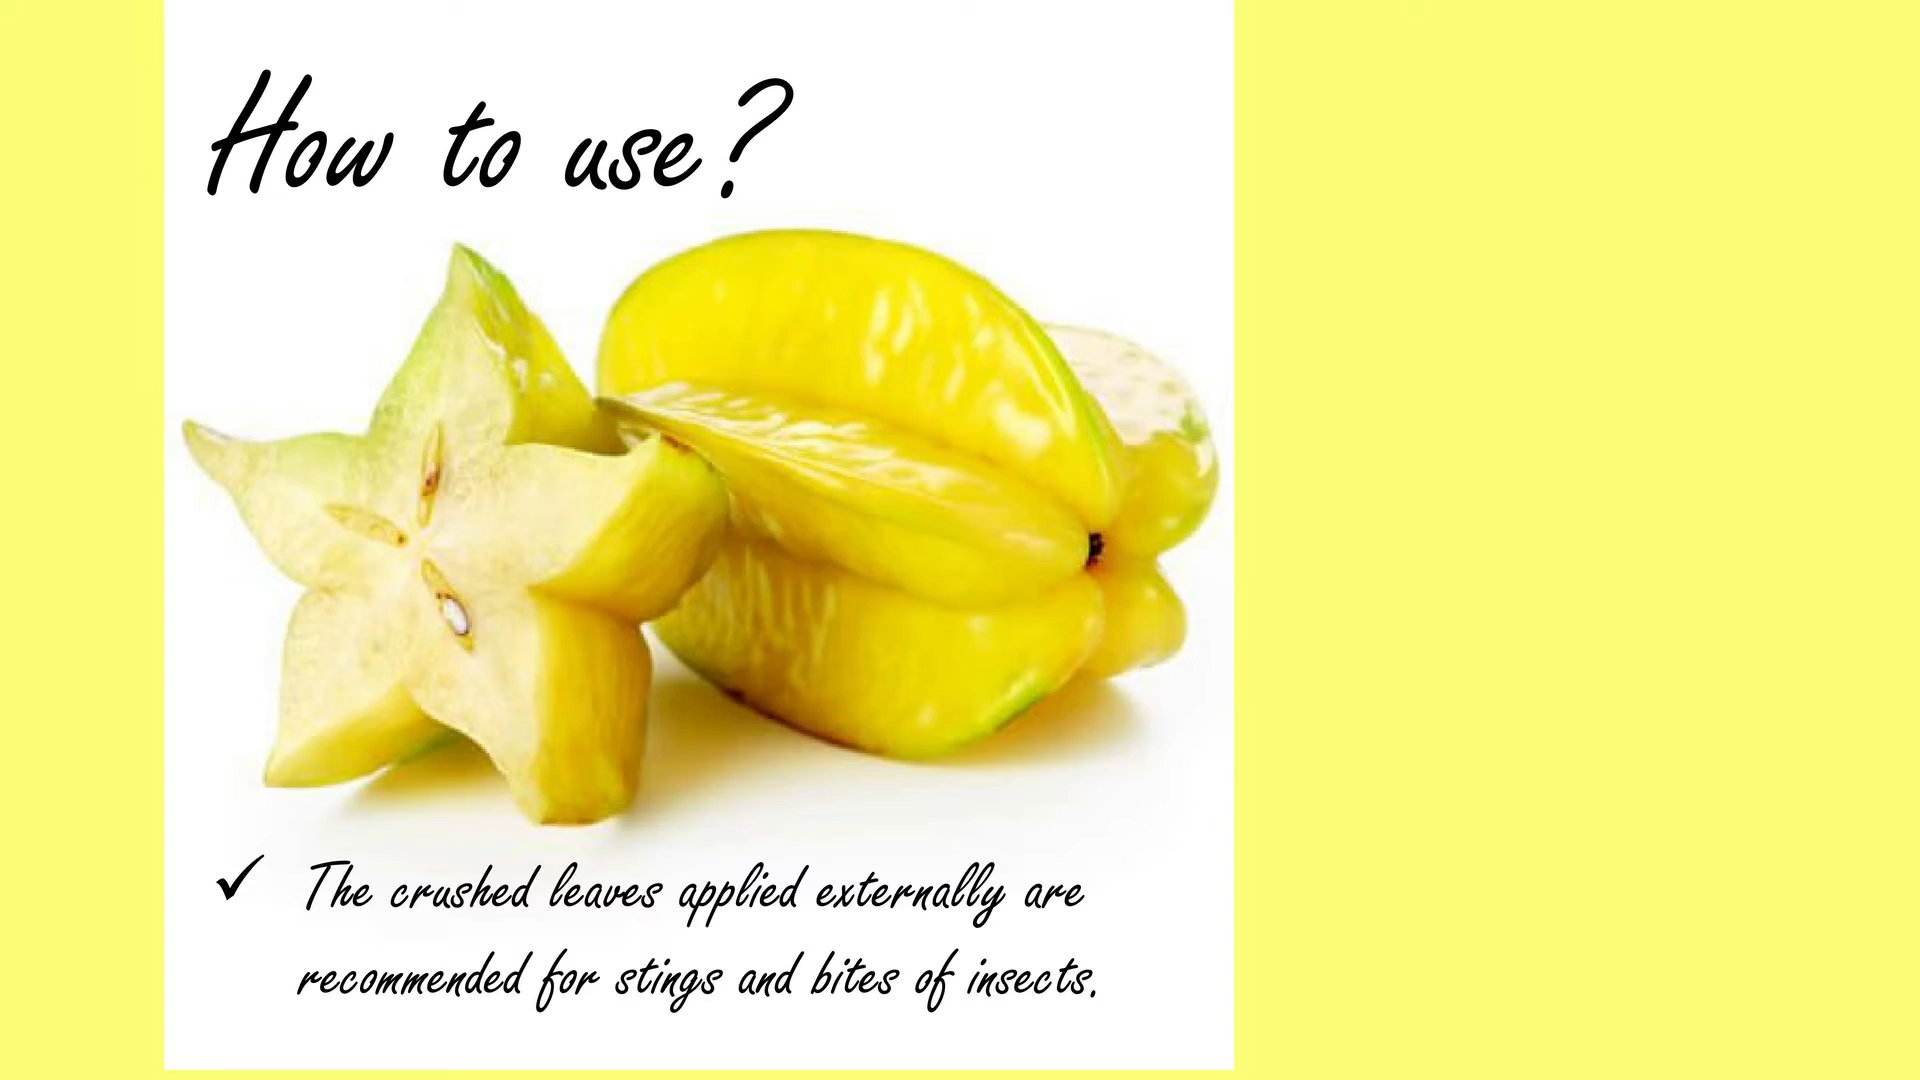 How to use?
✓ The crushed leaves applied externally are
recommended for stings and bites of insects.